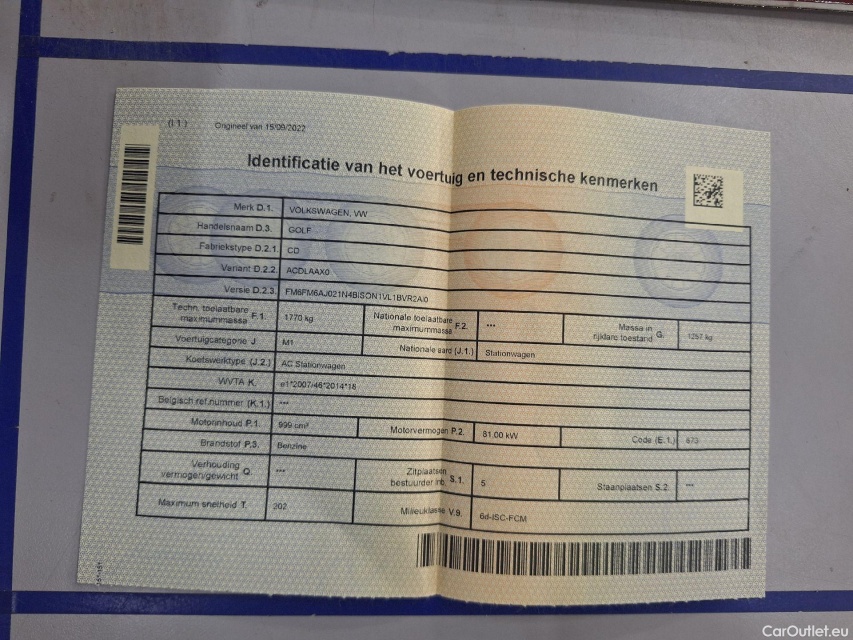 (I 1) Origineel van 15/09/2022
Identificatie van het voertuig en technische kenmerken
Merk D.1. VOLKSWAGEN, VW
Handelsnaam D.3. GOLF
Fabriekstype D.2.1. CD
Variant D.2.2. ACDLAAX0
Versie D.2.3. FM6FM6AJ021N4BISON1VL1BVR2AI0
Techn. toelaatbare maximummassa F.1. 1770 kg Nationale toelaatbare maximummassa F.2. *** Massa in rijklare toestand G. 1257 kg
Voertuigcategorie J. M1 Nationale aard (J.1.) Stationwagen
Koetswerktype (J.2.) AC Stationwagen
WVTA K. e1*2007/46*2014*18
Belgisch ref.nummer (K.1.) ***
Motorinhoud P.1. 999 cm³ Motorvermogen P.2. 81.00 kW Code (E.1.) 673
Brandstof P.3. Benzine
Verhouding vermogen/gewicht Q. *** Zitplaatsen bestuurder inb. S.1. 5 Staanplaatsen S.2. ***
Maximum snelheid T. 202 Milieuklasse V.9. 6d-ISC-FCM
CarOutlet.eu